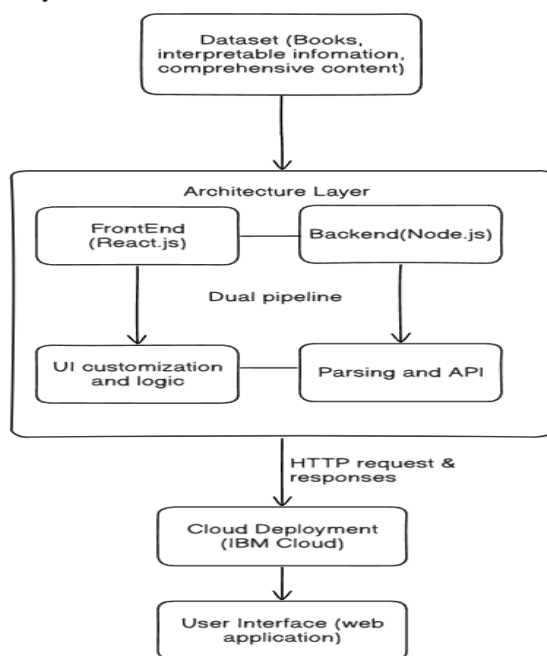 Dataset (Books,
interpretable infomation,
comprehensive content)
Architecture Layer
FrontEnd
(React.js)
Backend(Node.js)
Dual pipeline
UI customization
and logic
Parsing and API
HTTP request &
responses
Cloud Deployment
(IBM Cloud)
User Interface (web
application)